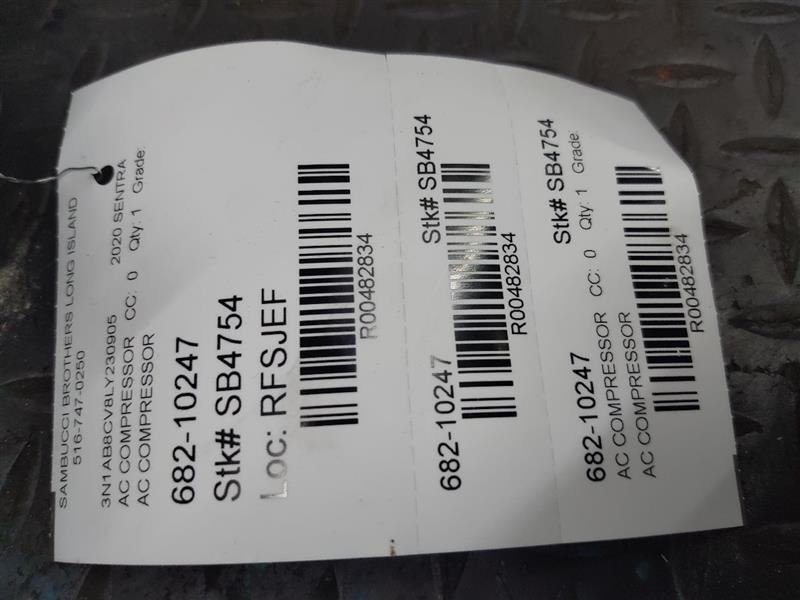 SAMBUCCI BROTHERS LONG ISLAND
516-747-0250
3N1AB8CV8LY230905 2020 SENTRA
AC COMPRESSOR CC: 0 Qty: 1 Grade:
AC COMPRESSOR
682-10247
Stk# SB4754
Loc: RFSJEF
R00482834
682-10247 Stk# SB4754
R00482834
Stk# SB4754
682-10247
AC COMPRESSOR CC: 0 Qty: 1 Grade:
AC COMPRESSOR
R00482834